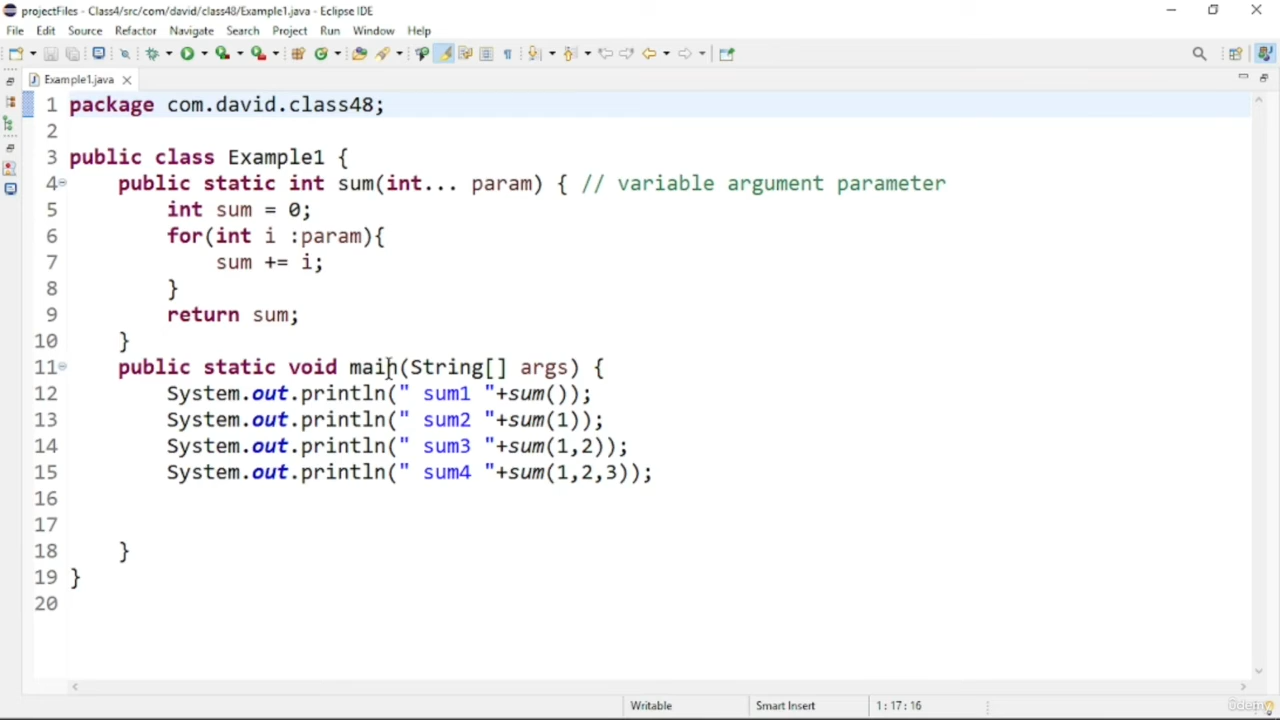 projectFiles - Class4/src/com/david/class48/Example1.java - Eclipse IDE
File Edit Source Refactor Navigate Search Project Run Window Help
Example1.java
1 package com.david.class48;
2
3 public class Example1 {
4 public static int sum(int... param) { // variable argument parameter
5 int sum = 0;
6 for(int i :param){
7 sum += i;
8 }
9 return sum;
10 }
11 public static void main(String[] args) {
12 System.out.println(" sum1 "+sum());
13 System.out.println(" sum2 "+sum(1));
14 System.out.println(" sum3 "+sum(1,2));
15 System.out.println(" sum4 "+sum(1,2,3));
16
17
18 }
19 }
20
Writable Smart Insert 1 : 17 : 16
ûdemy